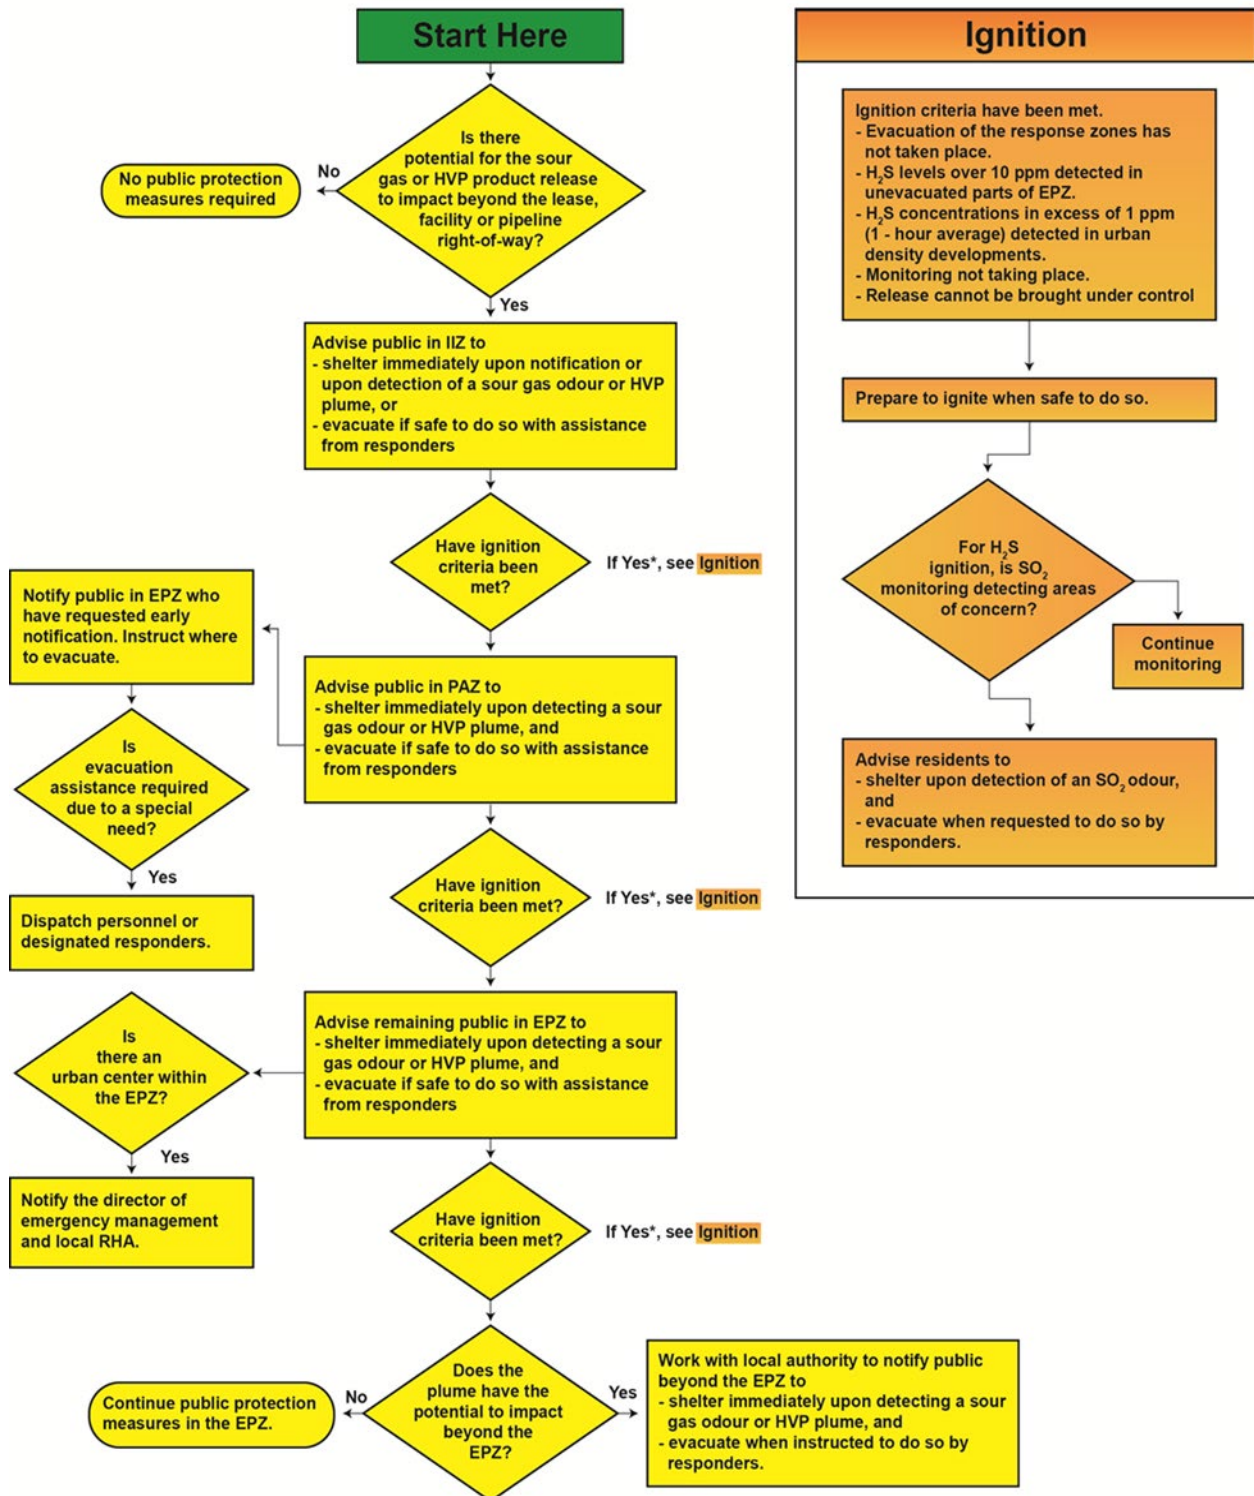 Start Here
Is there
potential for the sour
gas or HVP product release
to impact beyond the lease,
facility or pipeline
right-of-way?
No
No public protection
measures required
Yes
Advise public in IIZ to
- shelter immediately upon notification or
upon detection of a sour gas odour or HVP
plume, or
- evacuate if safe to do so with assistance
from responders
Have ignition
criteria been
met?
If Yes*, see Ignition
Advise public in PAZ to
- shelter immediately upon detecting a sour
gas odour or HVP plume, and
- evacuate if safe to do so with assistance
from responders
Notify public in EPZ who
have requested early
notification. Instruct where
to evacuate.
Is
evacuation
assistance required
due to a special
need?
Yes
Dispatch personnel or
designated responders.
Have ignition
criteria been met?
If Yes*, see Ignition
Advise remaining public in EPZ to
- shelter immediately upon detecting a sour
gas odour or HVP plume, and
- evacuate if safe to do so with assistance
from responders
Is
there an
urban center within
the EPZ?
Yes
Notify the director of
emergency management
and local RHA.
Have ignition
criteria been met?
If Yes*, see Ignition
Does the
plume have the
potential to impact
beyond the
EPZ?
No
Continue public protection
measures in the EPZ.
Yes
Work with local authority to notify public
beyond the EPZ to
- shelter immediately upon detecting a sour
gas odour or HVP plume, and
- evacuate when instructed to do so by
responders.
Ignition
Ignition criteria have been met.
- Evacuation of the response zones has
not taken place.
- H₂S levels over 10 ppm detected in
unevacuated parts of EPZ.
- H₂S concentrations in excess of 1 ppm
(1 - hour average) detected in urban
density developments.
- Monitoring not taking place.
- Release cannot be brought under control
Prepare to ignite when safe to do so.
For H₂S
ignition, is SO₂
monitoring detecting areas
of concern?
Continue
monitoring
Advise residents to
- shelter upon detection of an SO₂ odour,
and
- evacuate when requested to do so by
responders.